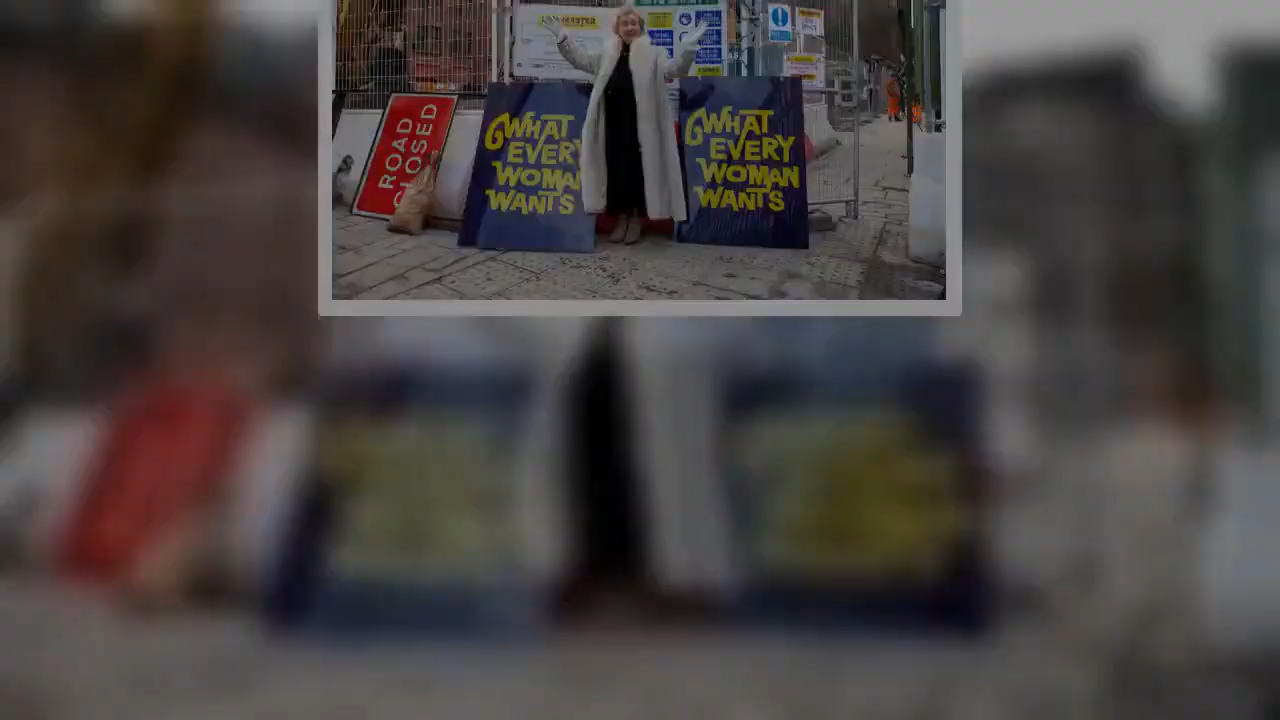 ROAD
CLOSED
WHAT
EVERY
WOMAN
WANTS
WHAT
EVERY
WOMAN
WANTS